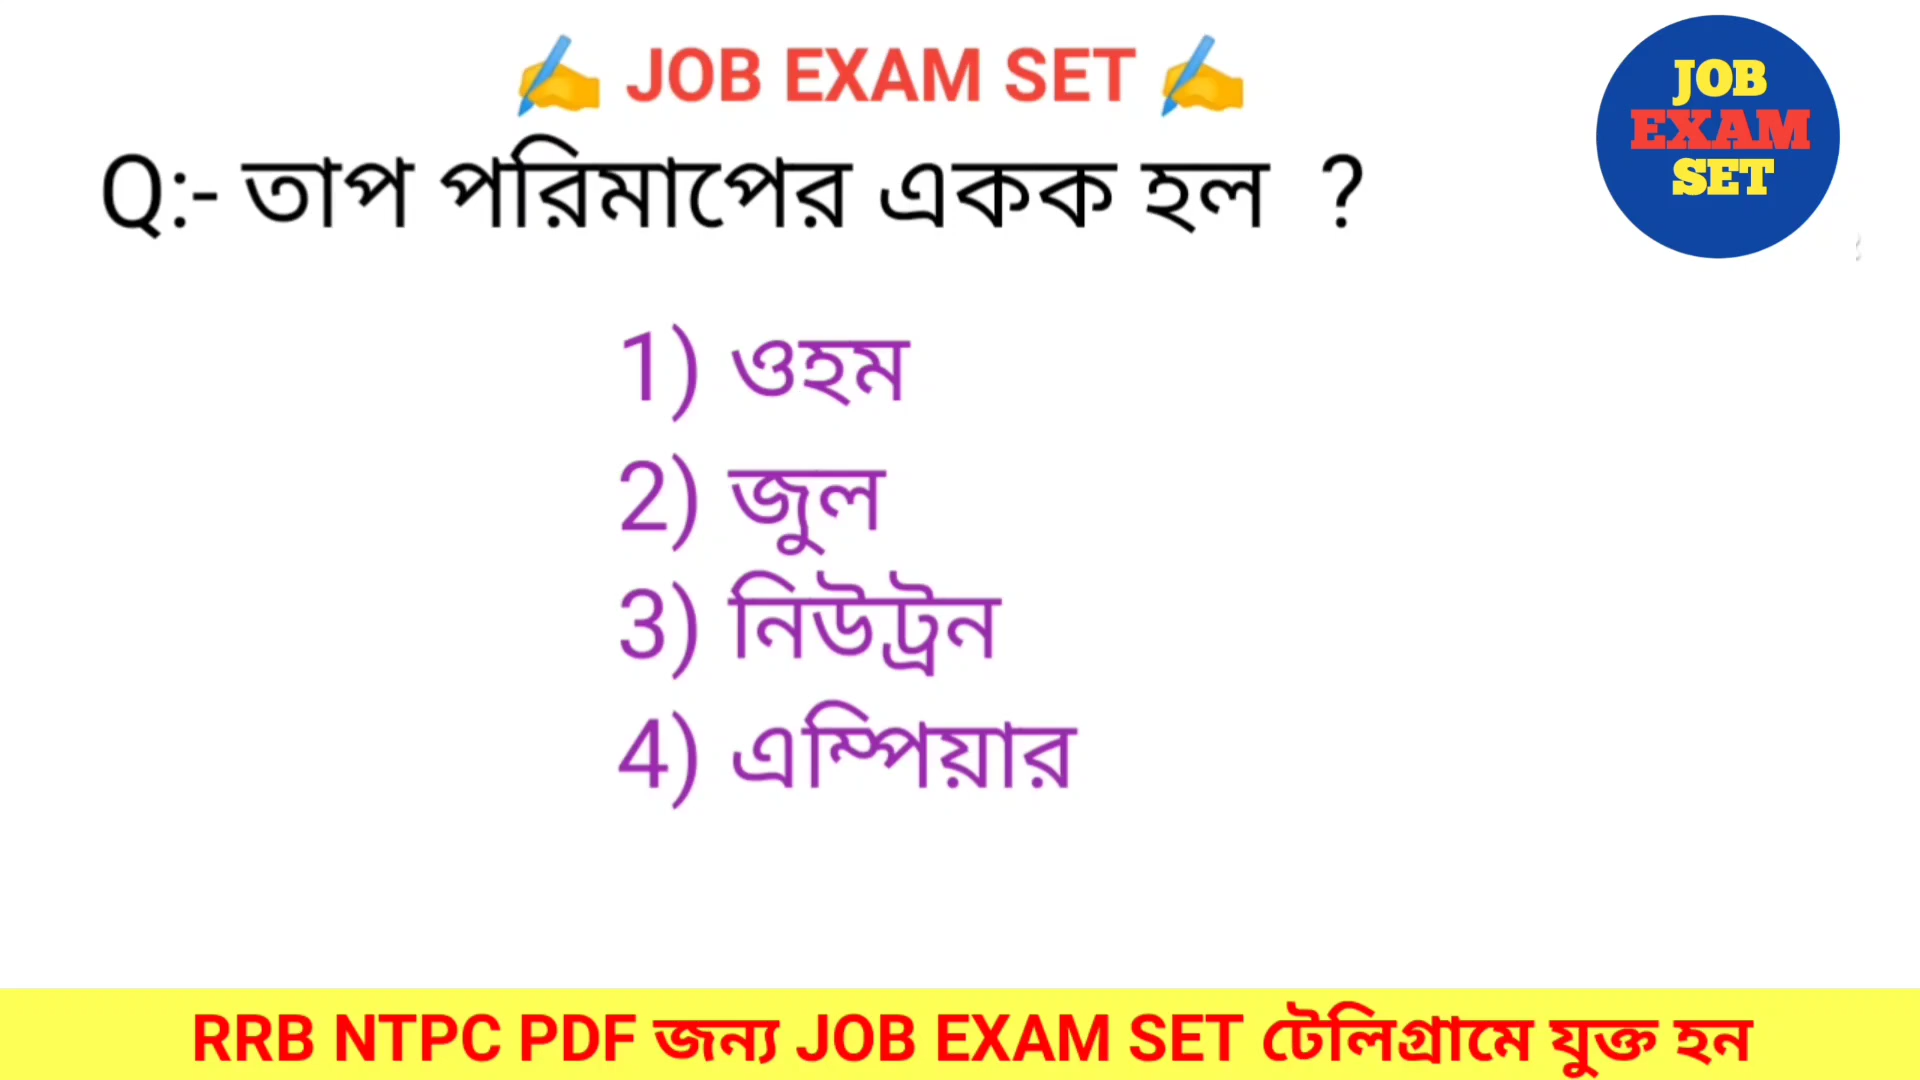 ✍️ JOB EXAM SET ✍️
JOB
EXAM
SET
Q:- তাপ পরিমাপের একক হল ?
1) ওহম
2) জুল
3) নিউট্রন
4) এম্পিয়ার
RRB NTPC PDF জন্য JOB EXAM SET টেলিগ্রামে যুক্ত হন